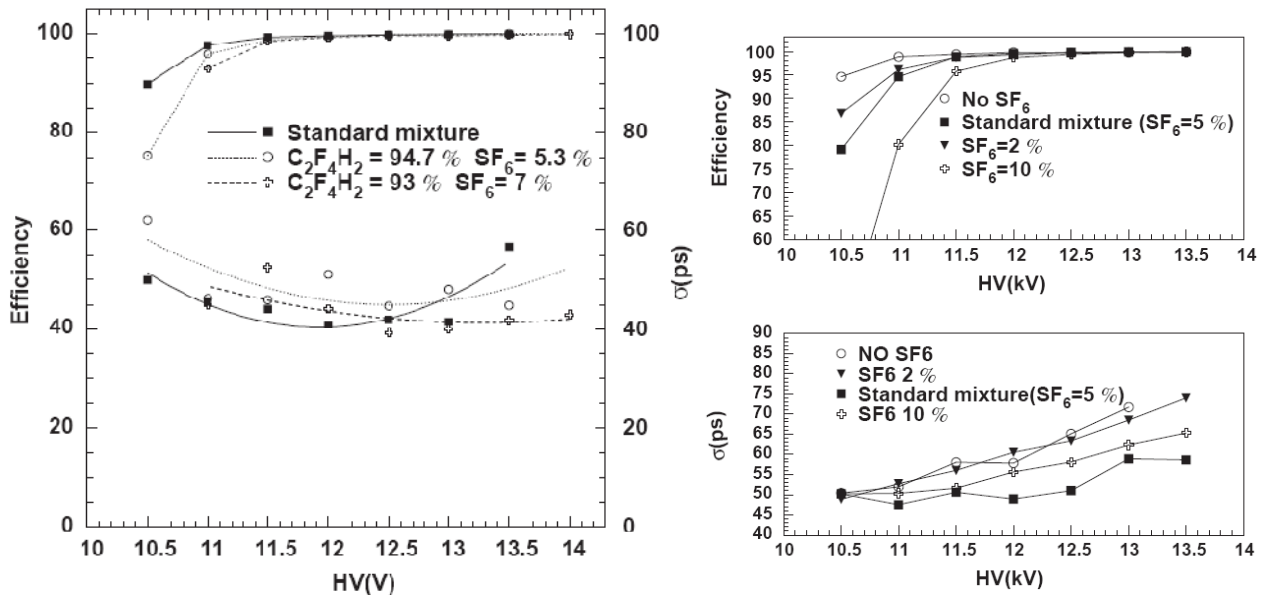 100
80
60
40
20
0
Efficiency
Standard mixture
C₂F₄H₂ = 94.7 % SF₆= 5.3 %
C₂F₄H₂ = 93 % SF₆= 7 %
100
80
60
40
20
0
σ(ps)
10 10.5 11 11.5 12 12.5 13 13.5 14
HV(V)
100
95
90
85
80
75
70
65
60
Efficiency
No SF₆
Standard mixture (SF₆=5 %)
SF₆=2 %
SF₆=10 %
10 10.5 11 11.5 12 12.5 13 13.5 14
HV(kV)
90
85
80
75
70
65
60
55
50
45
40
σ(ps)
NO SF6
SF6 2 %
Standard mixture(SF₆=5 %)
SF6 10 %
10 10.5 11 11.5 12 12.5 13 13.5 14
HV(kV)